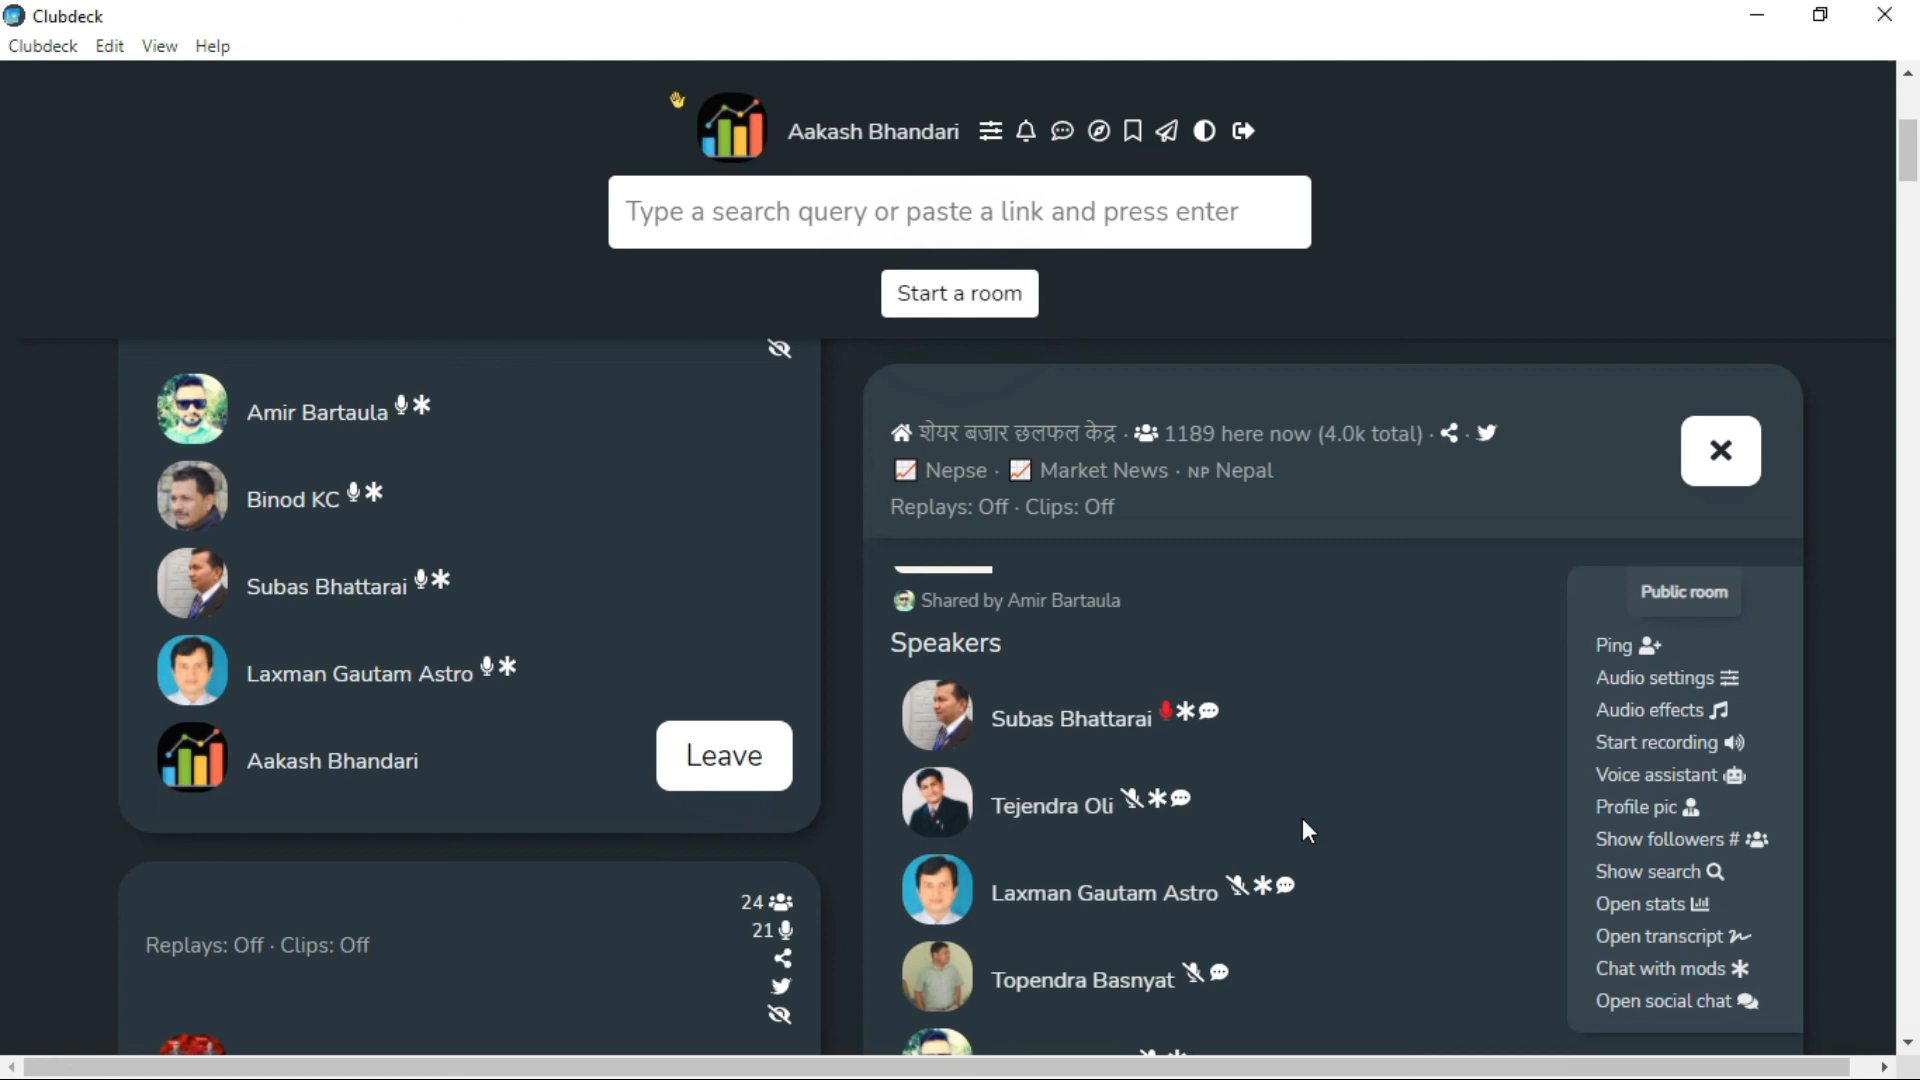 Clubdeck
Clubdeck Edit View Help
Aakash Bhandari
Type a search query or paste a link and press enter
Start a room
Amir Bartaula
Binod KC
Subas Bhattarai
Laxman Gautam Astro
Aakash Bhandari
Leave
24
21
Replays: Off · Clips: Off
शेयर बजार छलफल केंद्र · 1189 here now (4.0k total) · ·
Nepse · Market News · NP Nepal
Replays: Off · Clips: Off
Shared by Amir Bartaula
Speakers
Subas Bhattarai
Tejendra Oli
Laxman Gautam Astro
Topendra Basnyat
Public room
Ping
Audio settings
Audio effects
Start recording
Voice assistant
Profile pic
Show followers #
Show search
Open stats
Open transcript
Chat with mods
Open social chat